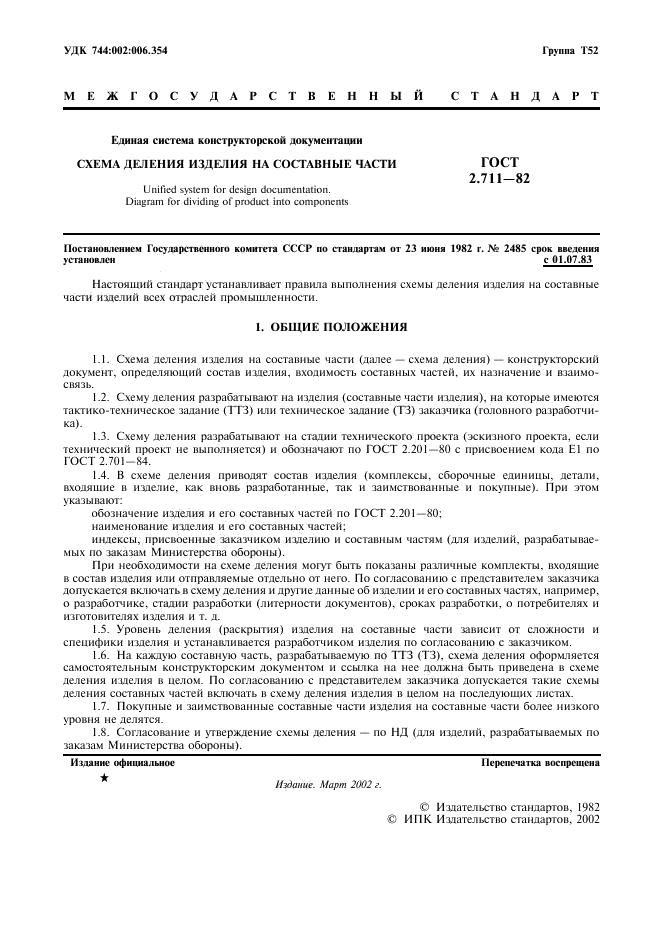 УДК 744:002:006.354
Группа Т52
МЕЖГОСУДАРСТВЕННЫЙ СТАНДАРТ
Единая система конструкторской документации
СХЕМА ДЕЛЕНИЯ ИЗДЕЛИЯ НА СОСТАВНЫЕ ЧАСТИ
Unified system for design documentation.
Diagram for dividing of product into components
ГОСТ
2.711—82
Постановлением Государственного комитета СССР по стандартам от 23 июня 1982 г. № 2485 срок введения
установлен
с 01.07.83
Настоящий стандарт устанавливает правила выполнения схемы деления изделия на составные
части изделий всех отраслей промышленности.
1. ОБЩИЕ ПОЛОЖЕНИЯ
1.1. Схема деления изделия на составные части (далее — схема деления) — конструкторский
документ, определяющий состав изделия, входимость составных частей, их назначение и взаимо-
связь.
1.2. Схему деления разрабатывают на изделия (составные части изделия), на которые имеются
тактико-техническое задание (ТТЗ) или техническое задание (ТЗ) заказчика (головного разработчи-
ка).
1.3. Схему деления разрабатывают на стадии технического проекта (эскизного проекта, если
технический проект не выполняется) и обозначают по ГОСТ 2.201—80 с присвоением кода Е1 по
ГОСТ 2.701—84.
1.4. В схеме деления приводят состав изделия (комплексы, сборочные единицы, детали,
входящие в изделие, как вновь разработанные, так и заимствованные и покупные). При этом
указывают:
обозначение изделия и его составных частей по ГОСТ 2.201—80;
наименование изделия и его составных частей;
индексы, присвоенные заказчиком изделию и составным частям (для изделий, разрабатывае-
мых по заказам Министерства обороны).
При необходимости на схеме деления могут быть показаны различные комплекты, входящие
в состав изделия или отправляемые отдельно от него. По согласованию с представителем заказчика
допускается включать в схему деления и другие данные об изделии и его составных частях, например,
о разработчике, стадии разработки (литерности документов), сроках разработки, о потребителях и
изготовителях изделия и т. д.
1.5. Уровень деления (раскрытия) изделия на составные части зависит от сложности и
специфики изделия и устанавливается разработчиком изделия по согласованию с заказчиком.
1.6. На каждую составную часть, разрабатываемую по ТТЗ (ТЗ), схема деления оформляется
самостоятельным конструкторским документом и ссылка на нее должна быть приведена в схеме
деления изделия в целом. По согласованию с представителем заказчика допускается такие схемы
деления составных частей включать в схему деления изделия в целом на последующих листах.
1.7. Покупные и заимствованные составные части изделия на составные части более низкого
уровня не делятся.
1.8. Согласование и утверждение схемы деления — по НД (для изделий, разрабатываемых по
заказам Министерства обороны).
Издание официальное
Перепечатка воспрещена
★
Издание. Март 2002 г.
© Издательство стандартов, 1982
© ИПК Издательство стандартов, 2002